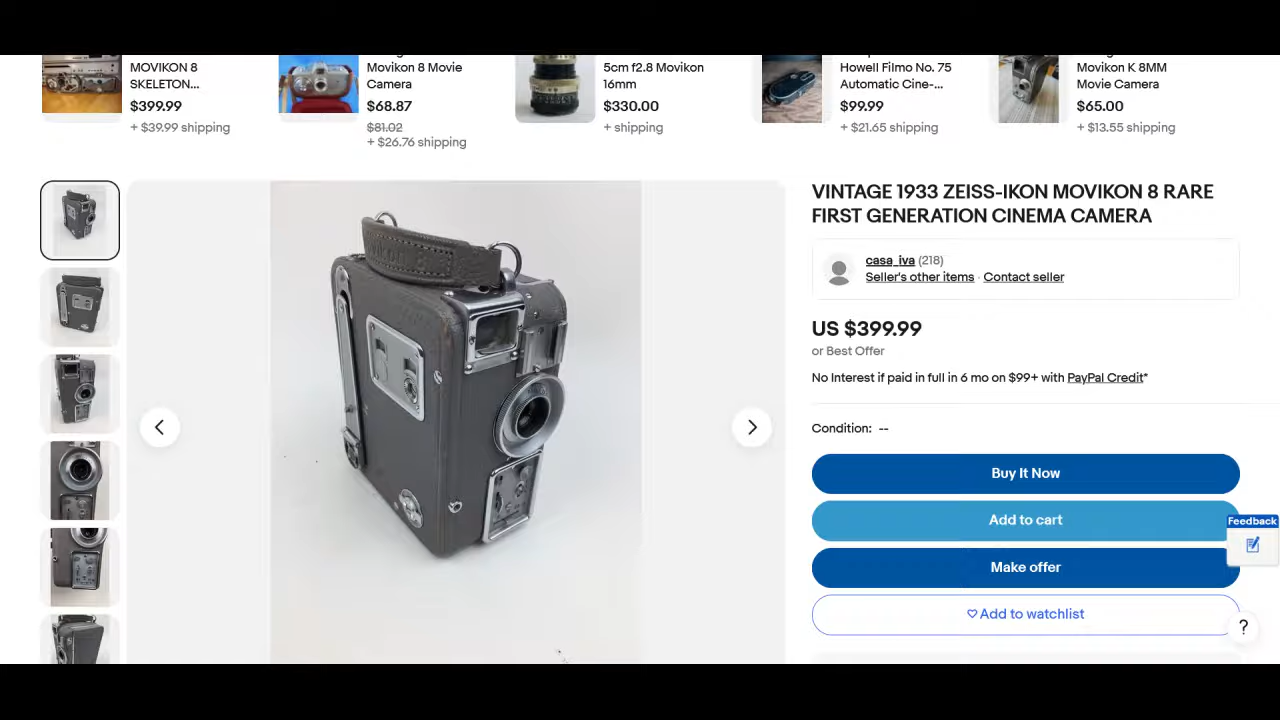 MOVIKON 8
SKELETON...
$399.99
+ $39.99 shipping
Movikon 8 Movie
Camera
$68.87
$81.02
+ $26.76 shipping
5cm f2.8 Movikon
16mm
$330.00
+ shipping
Howell Filmo No. 75
Automatic Cine-...
$99.99
+ $21.65 shipping
Movikon K 8MM
Movie Camera
$65.00
+ $13.55 shipping
VINTAGE 1933 ZEISS-IKON MOVIKON 8 RARE
FIRST GENERATION CINEMA CAMERA
casa_iva (218)
Seller's other items · Contact seller
US $399.99
or Best Offer
No Interest if paid in full in 6 mo on $99+ with PayPal Credit*
Condition: --
Buy It Now
Add to cart
Feedback
Make offer
Add to watchlist
?